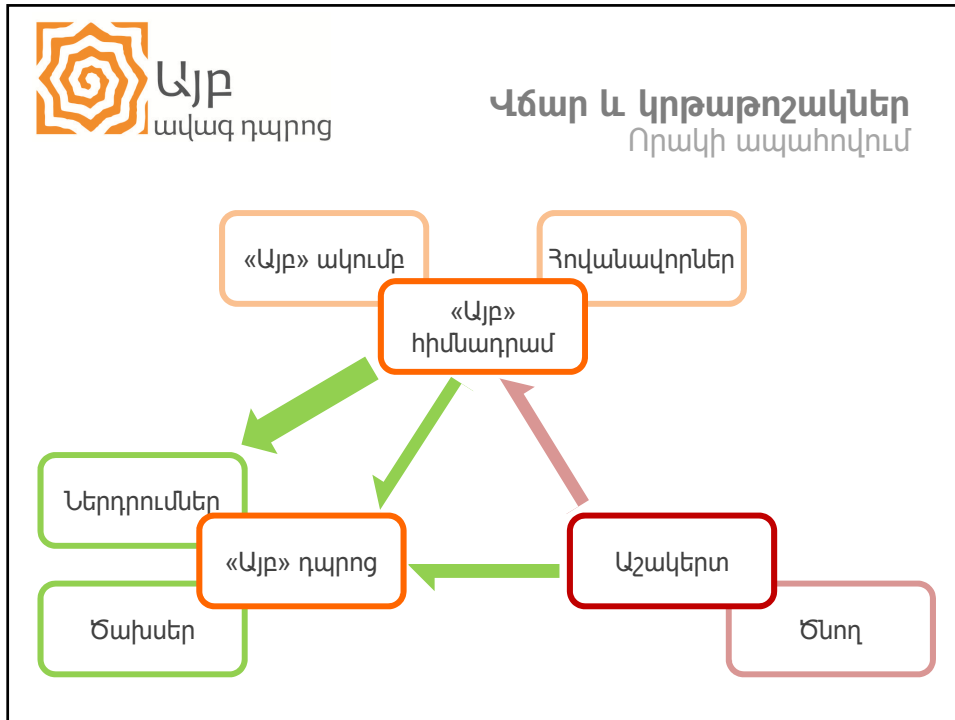 Այբ
ավագ դպրոց
Վճար և կրթաթոշակներ
Որակի ապահովում
«Այբ» ակումբ
Հովանավորներ
«Այբ»
հիմնադրամ
Ներդրումներ
«Այբ» դպրոց
Աշակերտ
Ծախսեր
Ծնող